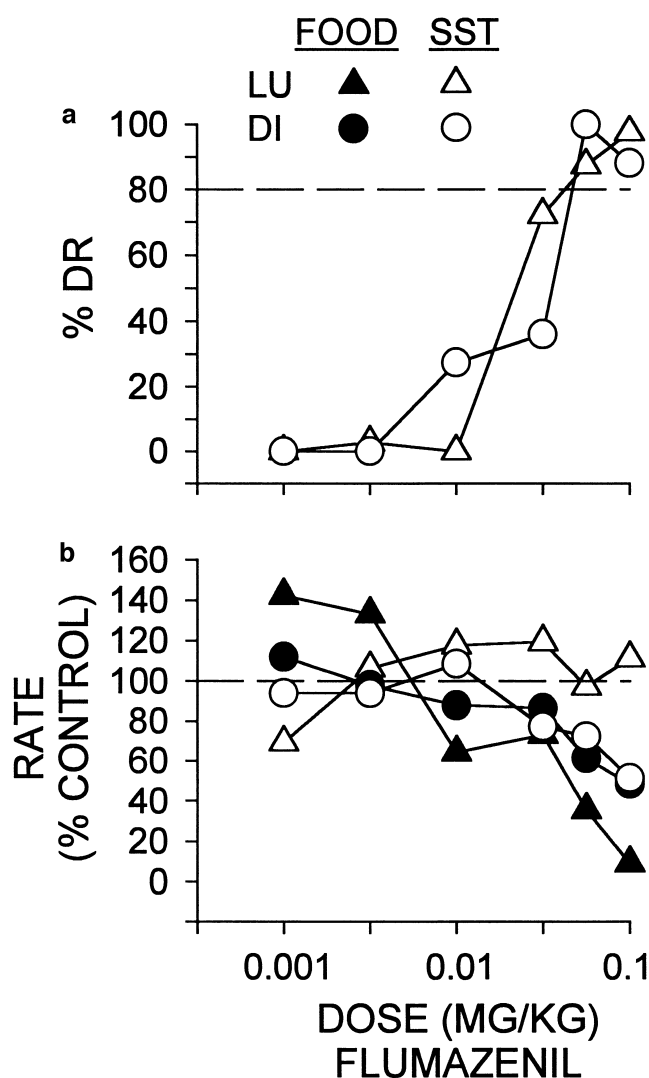 FOOD SST
LU
DI
a
100
80
60
40
20
0
% DR
b
160
140
120
100
80
60
40
20
0
RATE
(% CONTROL)
0.001 0.01 0.1
DOSE (MG/KG)
FLUMAZENIL